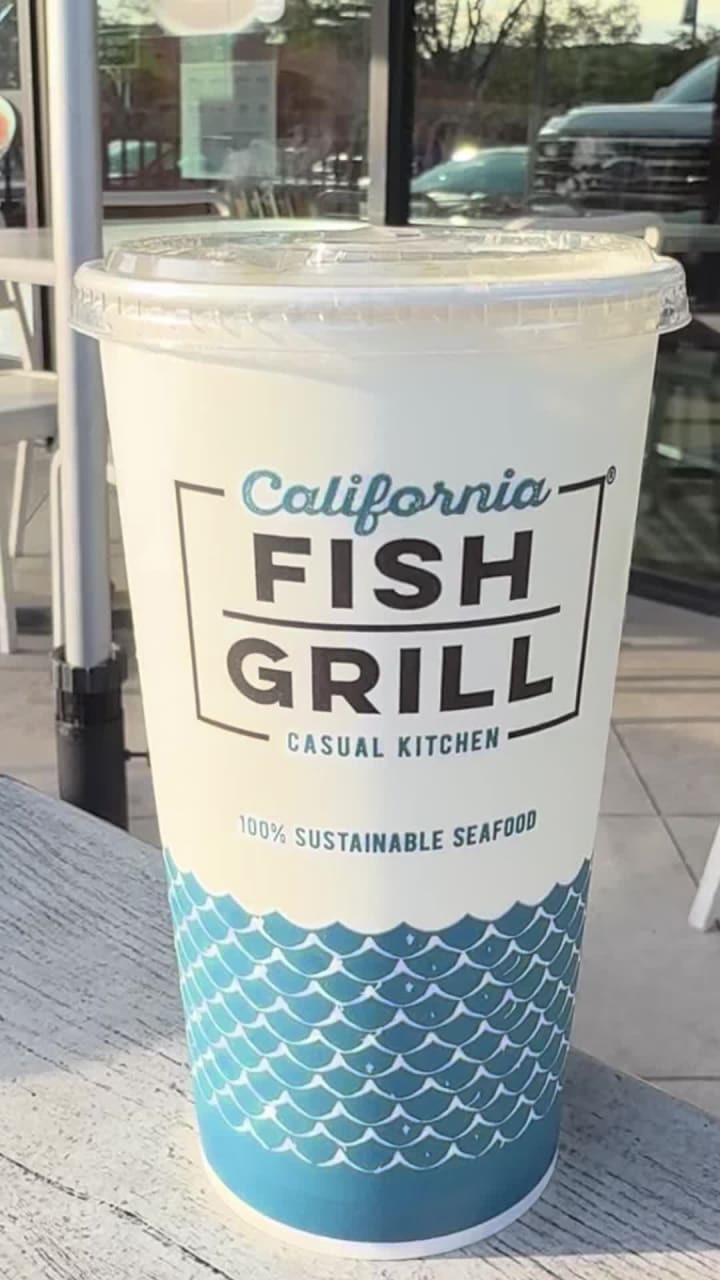 California
®
FISH
GRILL
CASUAL KITCHEN
100% SUSTAINABLE SEAFOOD